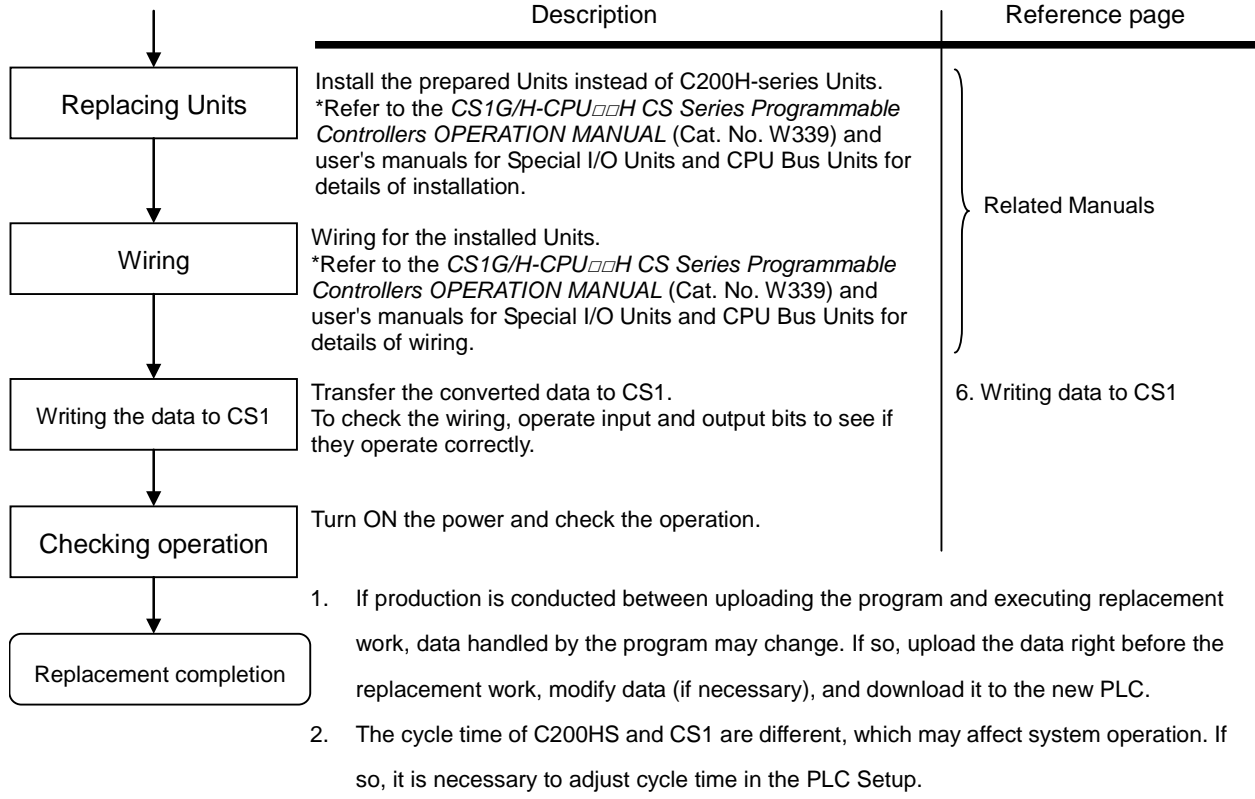 Description
Reference page
Replacing Units
Install the prepared Units instead of C200H-series Units.
*Refer to the CS1G/H-CPU□□H CS Series Programmable
Controllers OPERATION MANUAL (Cat. No. W339) and
user's manuals for Special I/O Units and CPU Bus Units for
details of installation.
Related Manuals
Wiring
Wiring for the installed Units.
*Refer to the CS1G/H-CPU□□H CS Series Programmable
Controllers OPERATION MANUAL (Cat. No. W339) and
user's manuals for Special I/O Units and CPU Bus Units for
details of wiring.
Writing the data to CS1
Transfer the converted data to CS1.
To check the wiring, operate input and output bits to see if
they operate correctly.
6. Writing data to CS1
Checking operation
Turn ON the power and check the operation.
Replacement completion
1. If production is conducted between uploading the program and executing replacement
work, data handled by the program may change. If so, upload the data right before the
replacement work, modify data (if necessary), and download it to the new PLC.
2. The cycle time of C200HS and CS1 are different, which may affect system operation. If
so, it is necessary to adjust cycle time in the PLC Setup.